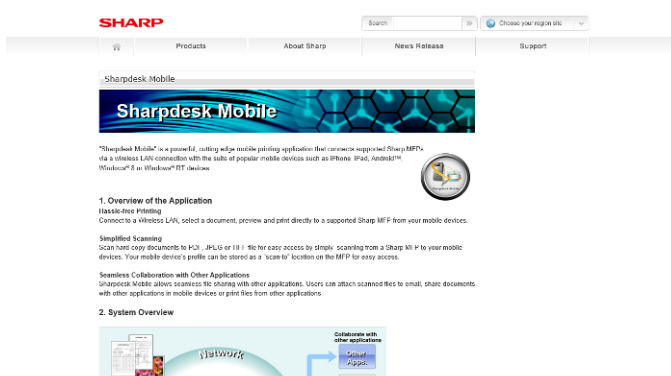 SHARP
Search
Choose your region site
Products
About Sharp
News Release
Support
Sharpdesk Mobile
Sharpdesk Mobile
"Sharpdesk Mobile" is a powerful, cutting edge mobile printing application that connects supported Sharp MFPs
via a wireless LAN connection with the suite of popular mobile devices such as iPhone, iPad, Android™,
Windows® 8 or Windows® RT devices.
Sharpdesk Mobile
1. Overview of the Application
Hassle-free Printing
Connect to a Wireless LAN, select a document, preview and print directly to a supported Sharp MFP from your mobile devices.
Simplified Scanning
Scan hard copy documents to PDF, JPEG or TIFF file for easy access by simply scanning from a Sharp MFP to your mobile
devices. Your mobile device's profile can be stored as a "scan-to" location on the MFP for easy access.
Seamless Collaboration with Other Applications
Sharpdesk Mobile allows seamless file sharing with other applications. Users can attach scanned files to email, share documents
with other applications in mobile devices or print files from other applications
2. System Overview
Collaborate with
other applications
Network
Other
Apps.